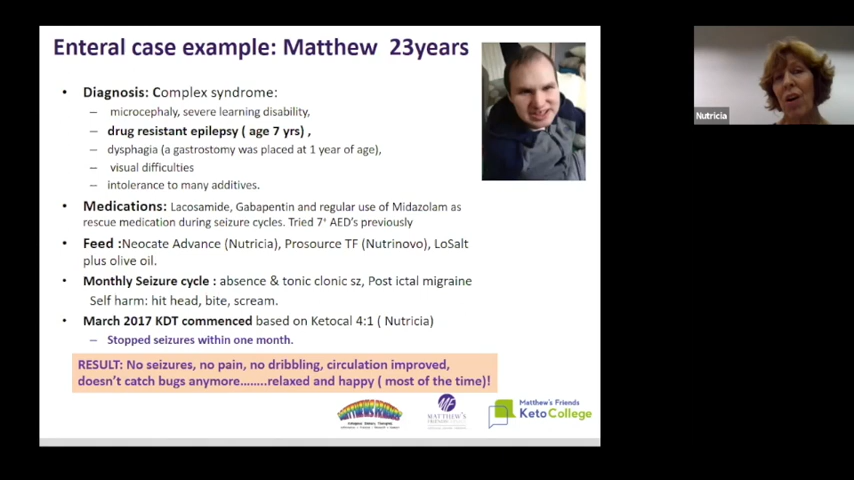 Enteral case example: Matthew 23years
• Diagnosis: Complex syndrome:
– microcephaly, severe learning disability,
– drug resistant epilepsy ( age 7 yrs) ,
– dysphagia (a gastrostomy was placed at 1 year of age),
– visual difficulties
– intolerance to many additives.
• Medications: Lacosamide, Gabapentin and regular use of Midazolam as
rescue medication during seizure cycles. Tried 7+ AED's previously
• Feed :Neocate Advance (Nutricia), Prosource TF (Nutrinovo), LoSalt
plus olive oil.
• Monthly Seizure cycle : absence & tonic clonic sz, Post ictal migraine
Self harm: hit head, bite, scream.
• March 2017 KDT commenced based on Ketocal 4:1 ( Nutricia)
– Stopped seizures within one month.
RESULT: No seizures, no pain, no dribbling, circulation improved,
doesn't catch bugs anymore........relaxed and happy ( most of the time)!
MATTHEW'S FRIENDS
MATTHEW'S
Matthew's Friends
KetoCollege
Nutricia